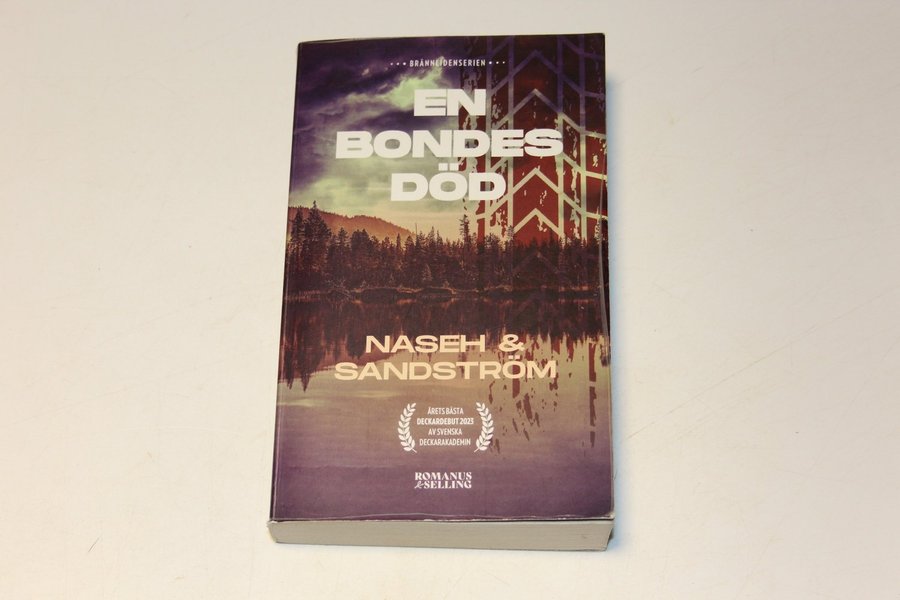 ••• BRÄNNLIDENSERIEN •••
EN
BONDES
DÖD
NASEH &
SANDSTRÖM
ÅRETS BÄSTA
DECKARDEBUT 2023
AV SVENSKA
DECKARAKADEMIN
ROMANUS
& SELLING